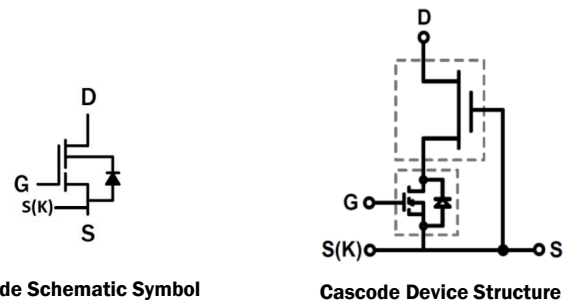 D
G
S(K)
S
de Schematic Symbol
D
G
S(K)
S
Cascode Device Structure